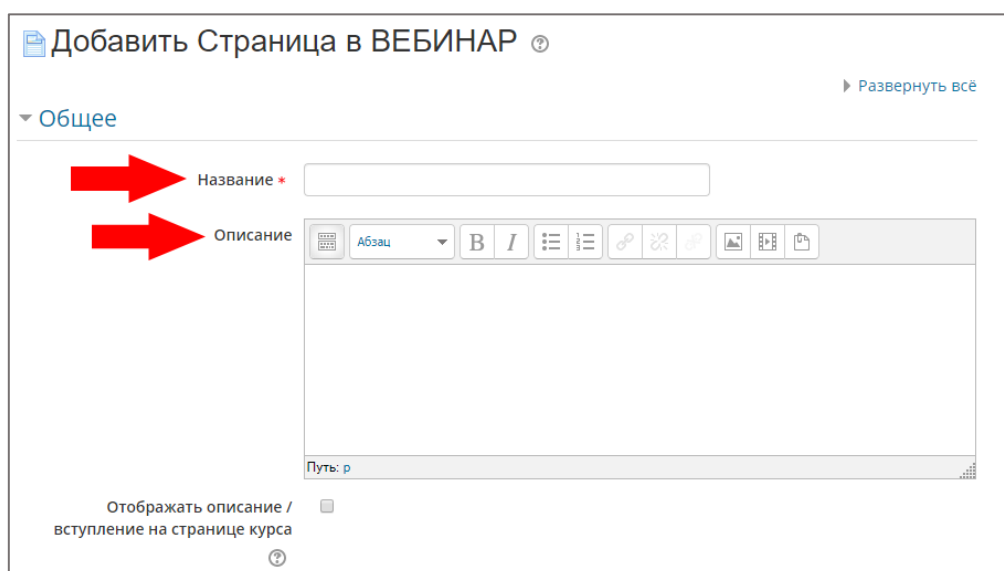 Добавить Страница в ВЕБИНАР ?
Развернуть всё
Общее
Название *
Описание
Абзац B I
Путь: p
Отображать описание /
вступление на странице курса
?